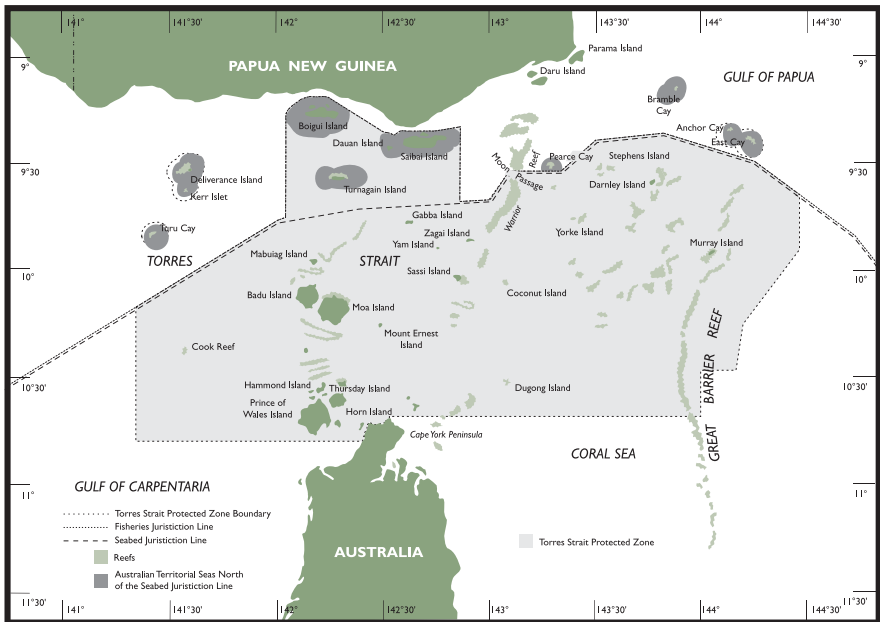 141°
141°30'
142°
142°30'
143°
143°30'
144°
144°30'
9°
9°
Parama Island
Daru Island
PAPUA NEW GUINEA
GULF OF PAPUA
Bramble
Cay
Boigui Island
Anchor Cay
East Cay
Dauan Island
Saibai Island
Moon
Passage
Reef
Warrior
Pearce Cay
Stephens Island
9°30'
9°30'
Deliverance Island
Kerr Islet
Turnagain Island
Darnley Island
Gabba Island
Turu Cay
Zagai Island
Yam Island
Yorke Island
Murray Island
Mabuiag Island
TORRES
STRAIT
10°
10°
Sassi Island
Badu Island
Moa Island
Coconut Island
Mount Ernest
Island
Cook Reef
GREAT BARRIER REEF
10°30'
10°30'
Hammond Island
Thursday Island
Dugong Island
Prince of
Wales Island
Horn Island
Cape York Peninsula
CORAL SEA
GULF OF CARPENTARIA
11°
11°
Torres Strait Protected Zone Boundary
Fisheries Juristiction Line
Seabed Juristiction Line
Reefs
Australian Territorial Seas North
of the Seabed Juristiction Line
AUSTRALIA
Torres Strait Protected Zone
11°30'
11°30'
141°
141°30'
142°
142°30'
143°
143°30'
144°
144°30'